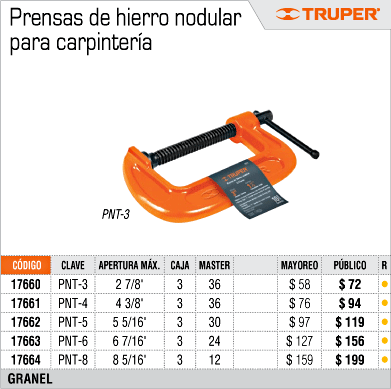 Prensas de hierro nodular
para carpintería
TRUPER®
TRUPER
PNT-3
CÓDIGO CLAVE APERTURA MÁX. CAJA MASTER MAYOREO PÚBLICO R
17660 PNT-3 2 7/8" 3 36 $ 58 $ 72
17661 PNT-4 4 3/8" 3 36 $ 76 $ 94
17662 PNT-5 5 5/16" 3 30 $ 97 $ 119
17663 PNT-6 6 7/16" 3 24 $ 127 $ 156
17664 PNT-8 8 5/16" 3 12 $ 159 $ 199
GRANEL